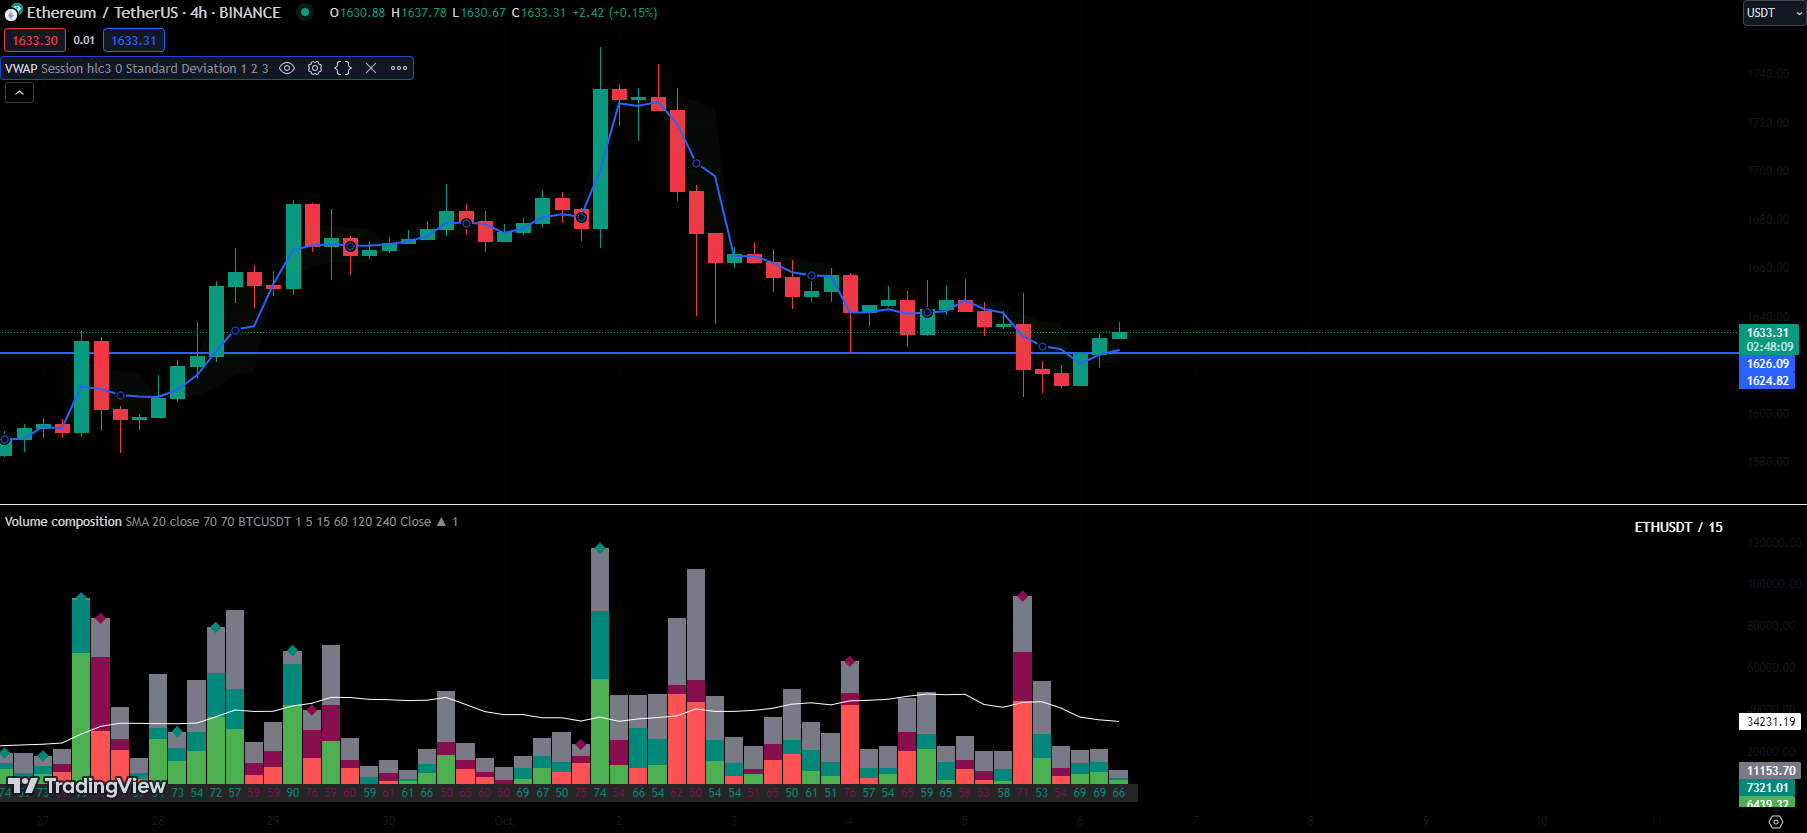 Ethereum / TetherUS · 4h · BINANCE O1630.88 H1637.78 L1630.67 C1633.31 +2.42 (+0.15%)
USDT
1633.30 0.01 1633.31
VWAP Session hlc3 0 Standard Deviation 1 2 3
1740.00
1720.00
1700.00
1680.00
1660.00
1640.00
1633.31
02:48:09
1626.09
1624.82
1600.00
1580.00
Volume composition SMA 20 close 70 70 BTCUSDT 1 5 15 60 120 240 Close ▲ 1
ETHUSDT / 15
120000.00
100000.00
80000.00
60000.00
34231.19
20000.00
11153.70
7321.01
6439.32
TradingView
73 54 72 57 59 59 90 76 59 60 59 61 61 66 50 65 60 50 69 67 50 75 74 54 66 54 62 50 54 54 51 65 50 61 51 76 57 54 65 59 65 58 53 58 71 53 54 69 69 66
27 28 29 30 Oct 2 3 4 5 6 7 8 9 10 11